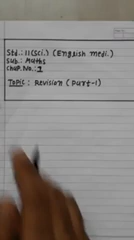 Std.: 11(sci.) (English medi.)
Sub.: Maths
Chap. No.: 1
Topic: Revision (Part-1)